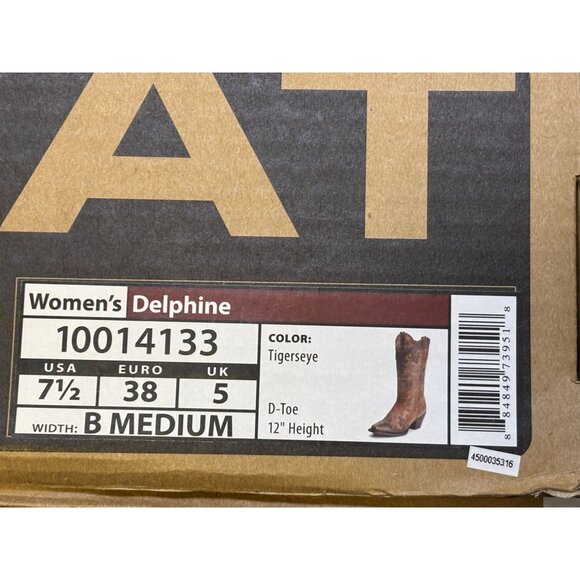 AT
Women's Delphine
10014133
USA EURO UK
7½ 38 5
WIDTH: B MEDIUM
COLOR:
Tigerseye
D-Toe
12" Height
8 84849 73951 8
4500035316